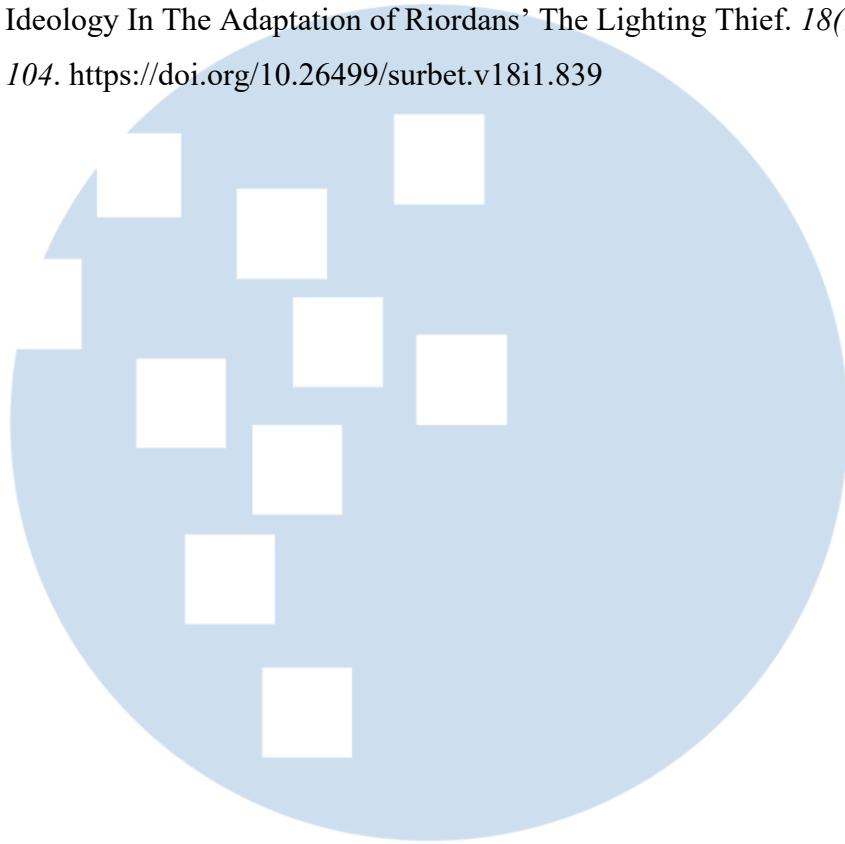 Ideology In The Adaptation of Riordans’ The Lighting Thief. 18(
104. https://doi.org/10.26499/surbet.v18i1.839